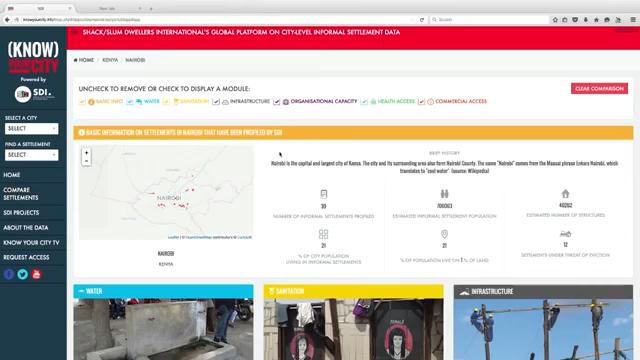 SDI
New Tab
knowyourcity.info
Search
SHACK/SLUM DWELLERS INTERNATIONAL'S GLOBAL PLATFORM ON CITY-LEVEL INFORMAL SETTLEMENT DATA
(KNOW)
YOUR CITY
Powered by
SDI
SELECT A CITY
SELECT
FIND A SETTLEMENT
SELECT
HOME
COMPARE
SETTLEMENTS
SDI PROJECTS
ABOUT THE DATA
KNOW YOUR CITY TV
REQUEST ACCESS
HOME KENYA NAIROBI
UNCHECK TO REMOVE OR CHECK TO DISPLAY A MODULE:
CLEAR COMPARISON
BASIC INFO WATER SANITATION INFRASTRUCTURE ORGANISATIONAL CAPACITY HEALTH ACCESS COMMERCIAL ACCESS
BASIC INFORMATION ON SETTLEMENTS IN NAIROBI THAT HAVE BEEN PROFILED BY SDI
+
-
NAIROBI
Leaflet | © OpenStreetMap contributors © CartoDB
NAIROBI
KENYA
BRIEF HISTORY
Nairobi is the capital and largest city of Kenya. The city and its surrounding area also form Nairobi County. The name "Nairobi" comes from the Maasai phrase Enkare Nairobi, which
translates to "cool water". (source: Wikipedia)
39
NUMBER OF INFORMAL SETTLEMENTS PROFILED
ESTIMATED INFORMAL SETTLEMENT POPULATION
40262
ESTIMATED NUMBER OF STRUCTURES
21
% OF CITY POPULATION
LIVING IN INFORMAL SETTLEMENTS
21
% OF POPULATION LIVE ON 1 % OF LAND
12
SETTLEMENTS UNDER THREAT OF EVICTION
WATER
SANITATION
INFRASTRUCTURE
FEMALE